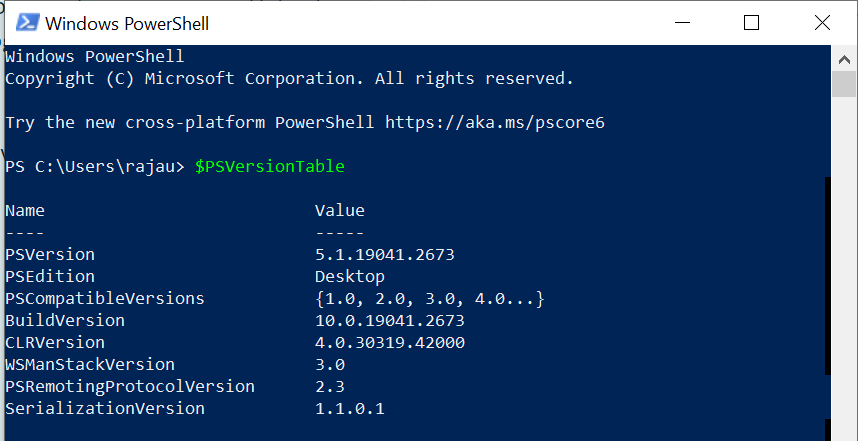 Windows PowerShell
Windows PowerShell
Copyright (C) Microsoft Corporation. All rights reserved.
Try the new cross-platform PowerShell https://aka.ms/pscore6
PS C:\Users\rajau> $PSVersionTable
Name                           Value
----                           -----
PSVersion                      5.1.19041.2673
PSEdition                      Desktop
PSCompatibleVersions           {1.0, 2.0, 3.0, 4.0...}
BuildVersion                   10.0.19041.2673
CLRVersion                     4.0.30319.42000
WSManStackVersion              3.0
PSRemotingProtocolVersion      2.3
SerializationVersion           1.1.0.1